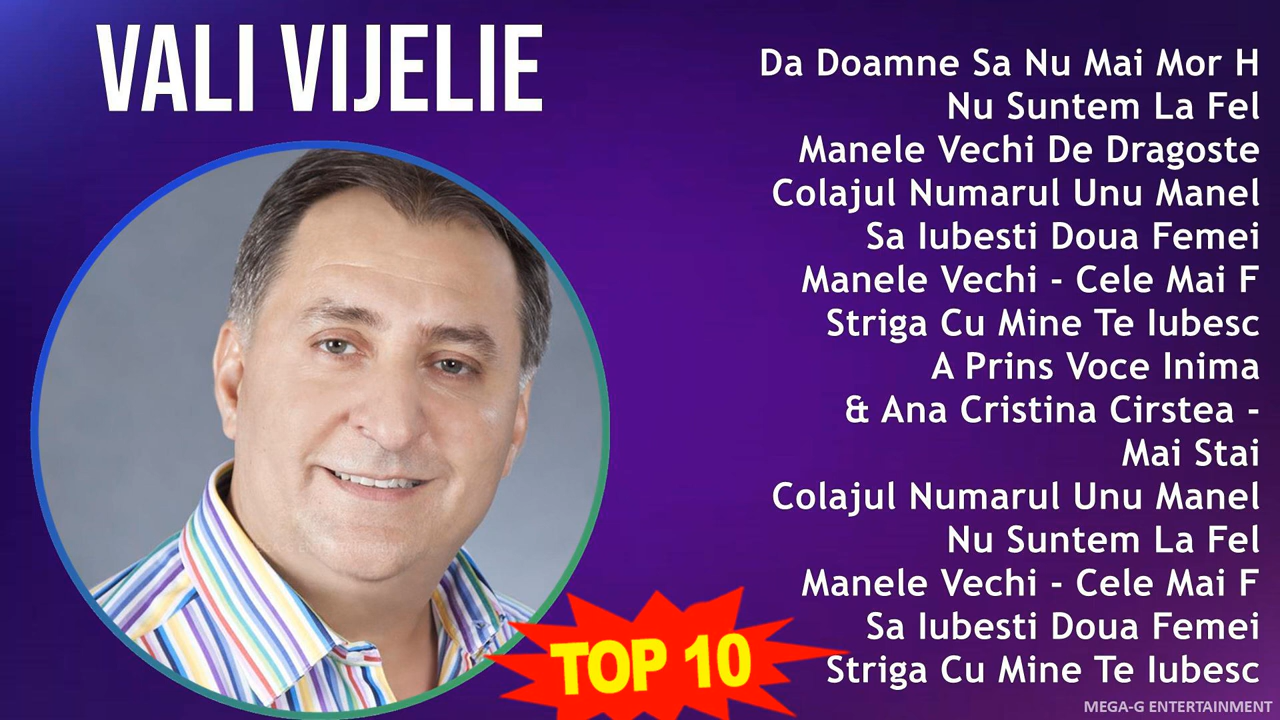 VALI VIJELIE
Da Doamne Sa Nu Mai Mor H
Nu Suntem La Fel
Manele Vechi De Dragoste
Colajul Numarul Unu Manel
Sa Iubesti Doua Femei
Manele Vechi - Cele Mai F
Striga Cu Mine Te Iubesc
A Prins Voce Inima
& Ana Cristina Cirstea -
Mai Stai
Colajul Numarul Unu Manel
Nu Suntem La Fel
Manele Vechi - Cele Mai F
Sa Iubesti Doua Femei
Striga Cu Mine Te Iubesc
TOP 10
MEGA-G ENTERTAINMENT